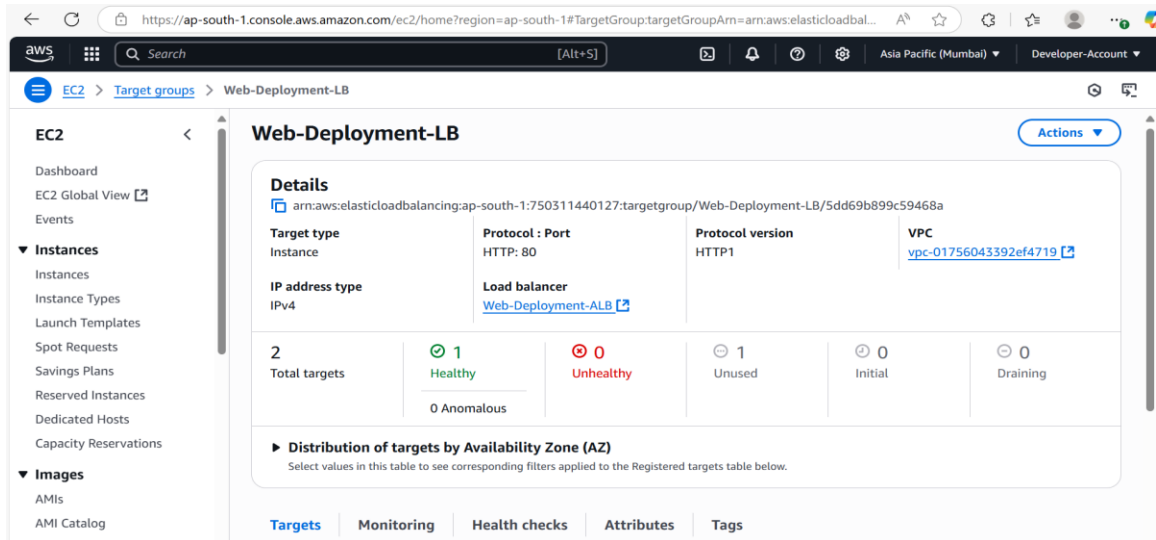 https://ap-south-1.console.aws.amazon.com/ec2/home?region=ap-south-1#TargetGroup:targetGroupArn=arn:aws:elasticloadbal...
aws Search [Alt+S] Asia Pacific (Mumbai) ▼ Developer-Account ▼
EC2 > Target groups > Web-Deployment-LB
EC2
Dashboard
EC2 Global View
Events
▼ Instances
Instances
Instance Types
Launch Templates
Spot Requests
Savings Plans
Reserved Instances
Dedicated Hosts
Capacity Reservations
▼ Images
AMIs
AMI Catalog
Web-Deployment-LB
Actions ▼
Details
arn:aws:elasticloadbalancing:ap-south-1:750311440127:targetgroup/Web-Deployment-LB/5dd69b899c59468a
Target type
Instance
Protocol : Port
HTTP: 80
Protocol version
HTTP1
VPC
vpc-01756043392ef4719
IP address type
IPv4
Load balancer
Web-Deployment-ALB
2
Total targets
1
Healthy
0 Anomalous
0
Unhealthy
1
Unused
0
Initial
0
Draining
▶ Distribution of targets by Availability Zone (AZ)
Select values in this table to see corresponding filters applied to the Registered targets table below.
Targets Monitoring Health checks Attributes Tags